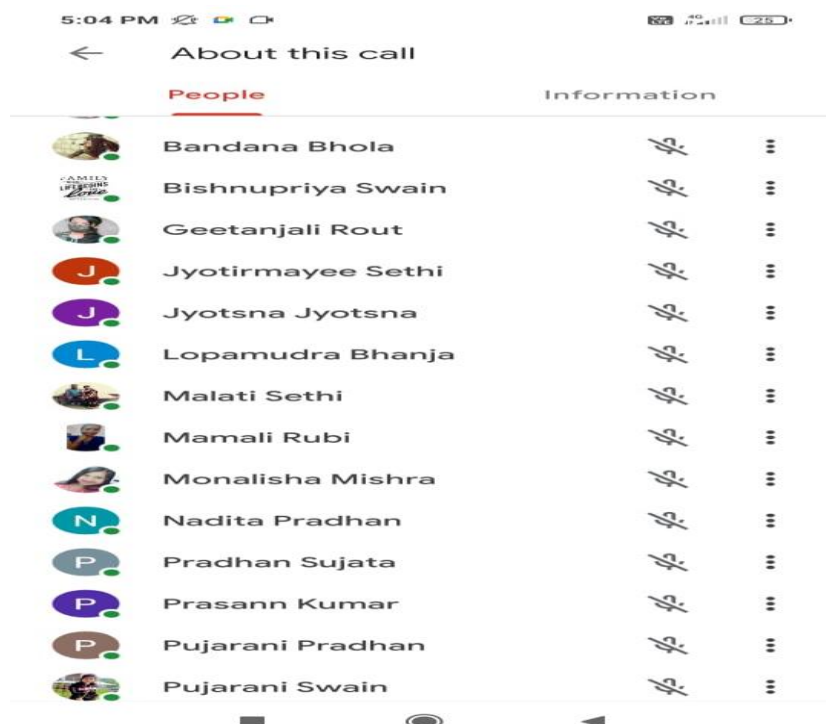 5:04 PM 25
About this call
People Information
Bandana Bhola
Bishnupriya Swain
Geetanjali Rout
J Jyotirmayee Sethi
J Jyotsna Jyotsna
L Lopamudra Bhanja
Malati Sethi
Mamali Rubi
Monalisha Mishra
N Nadita Pradhan
P Pradhan Sujata
P Prasann Kumar
P Pujarani Pradhan
Pujarani Swain